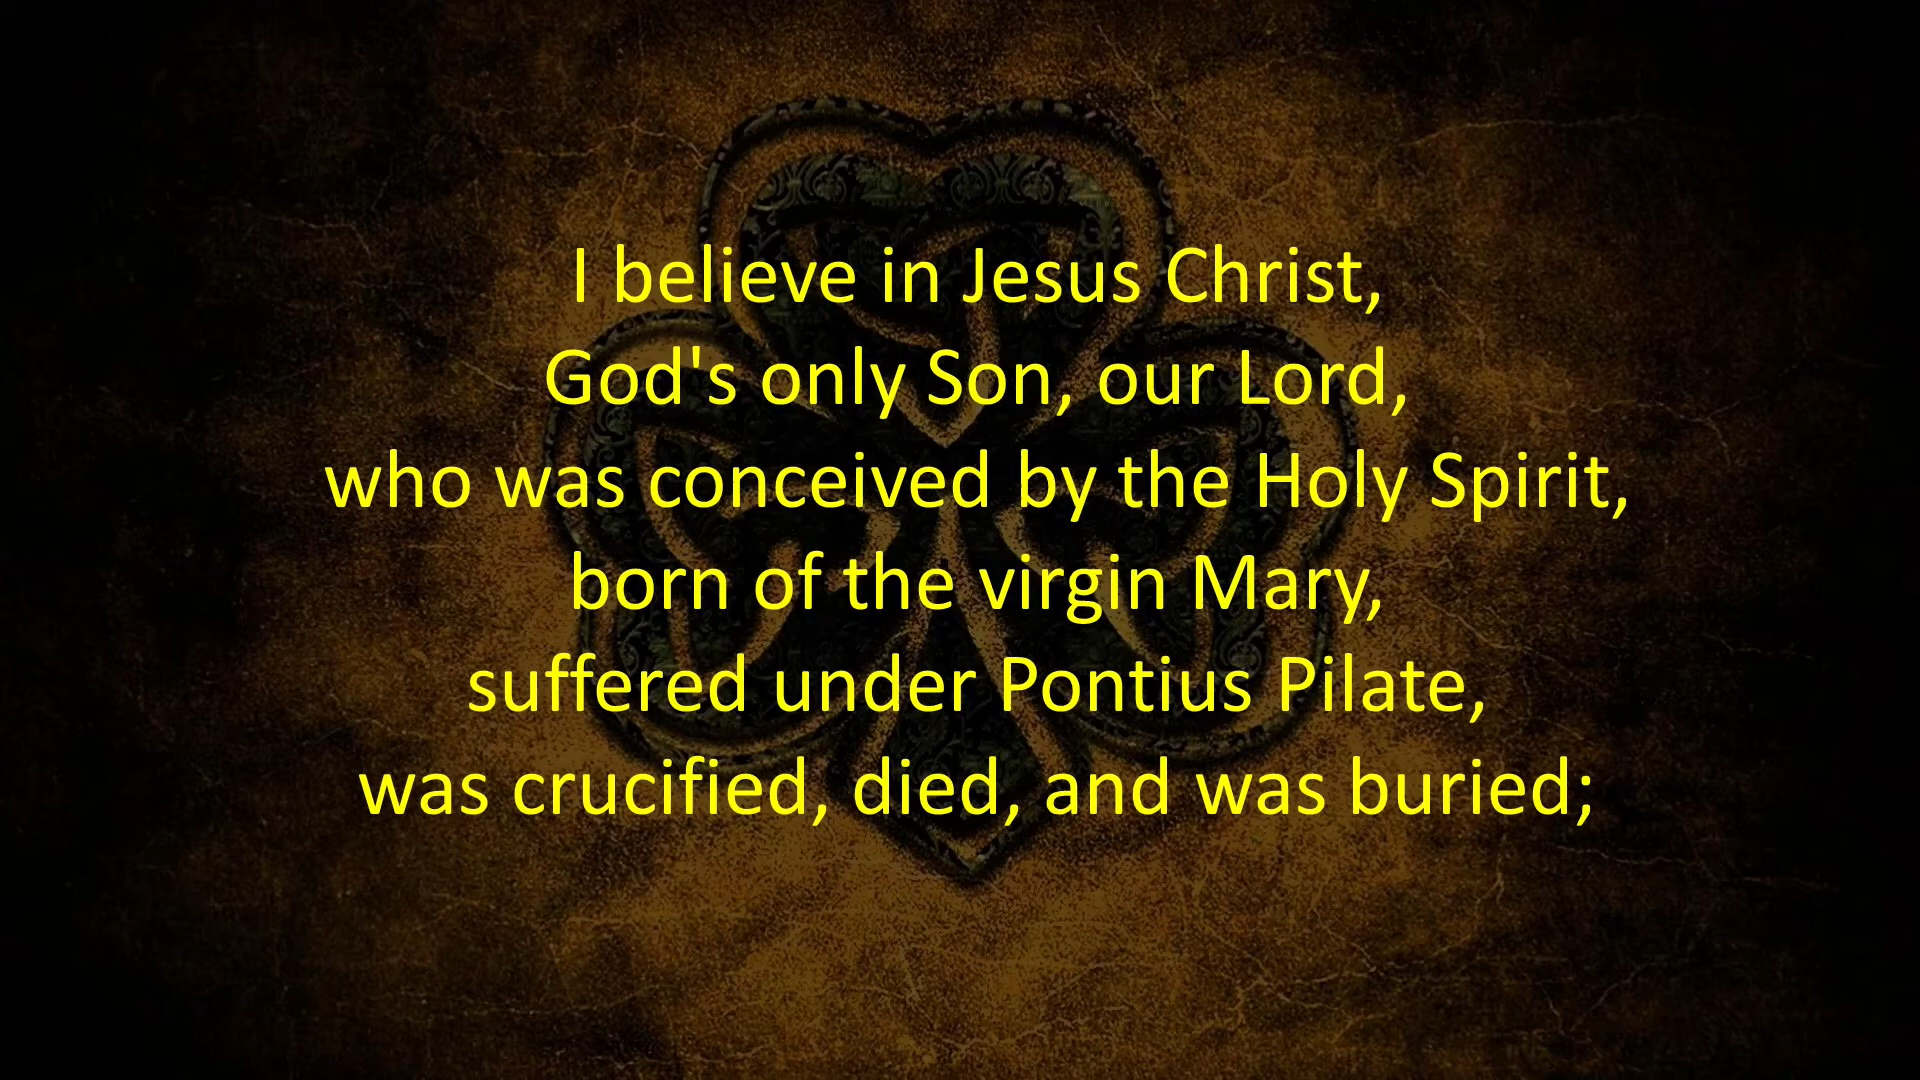 I believe in Jesus Christ,
God's only Son, our Lord,
who was conceived by the Holy Spirit,
born of the virgin Mary,
suffered under Pontius Pilate,
was crucified, died, and was buried;